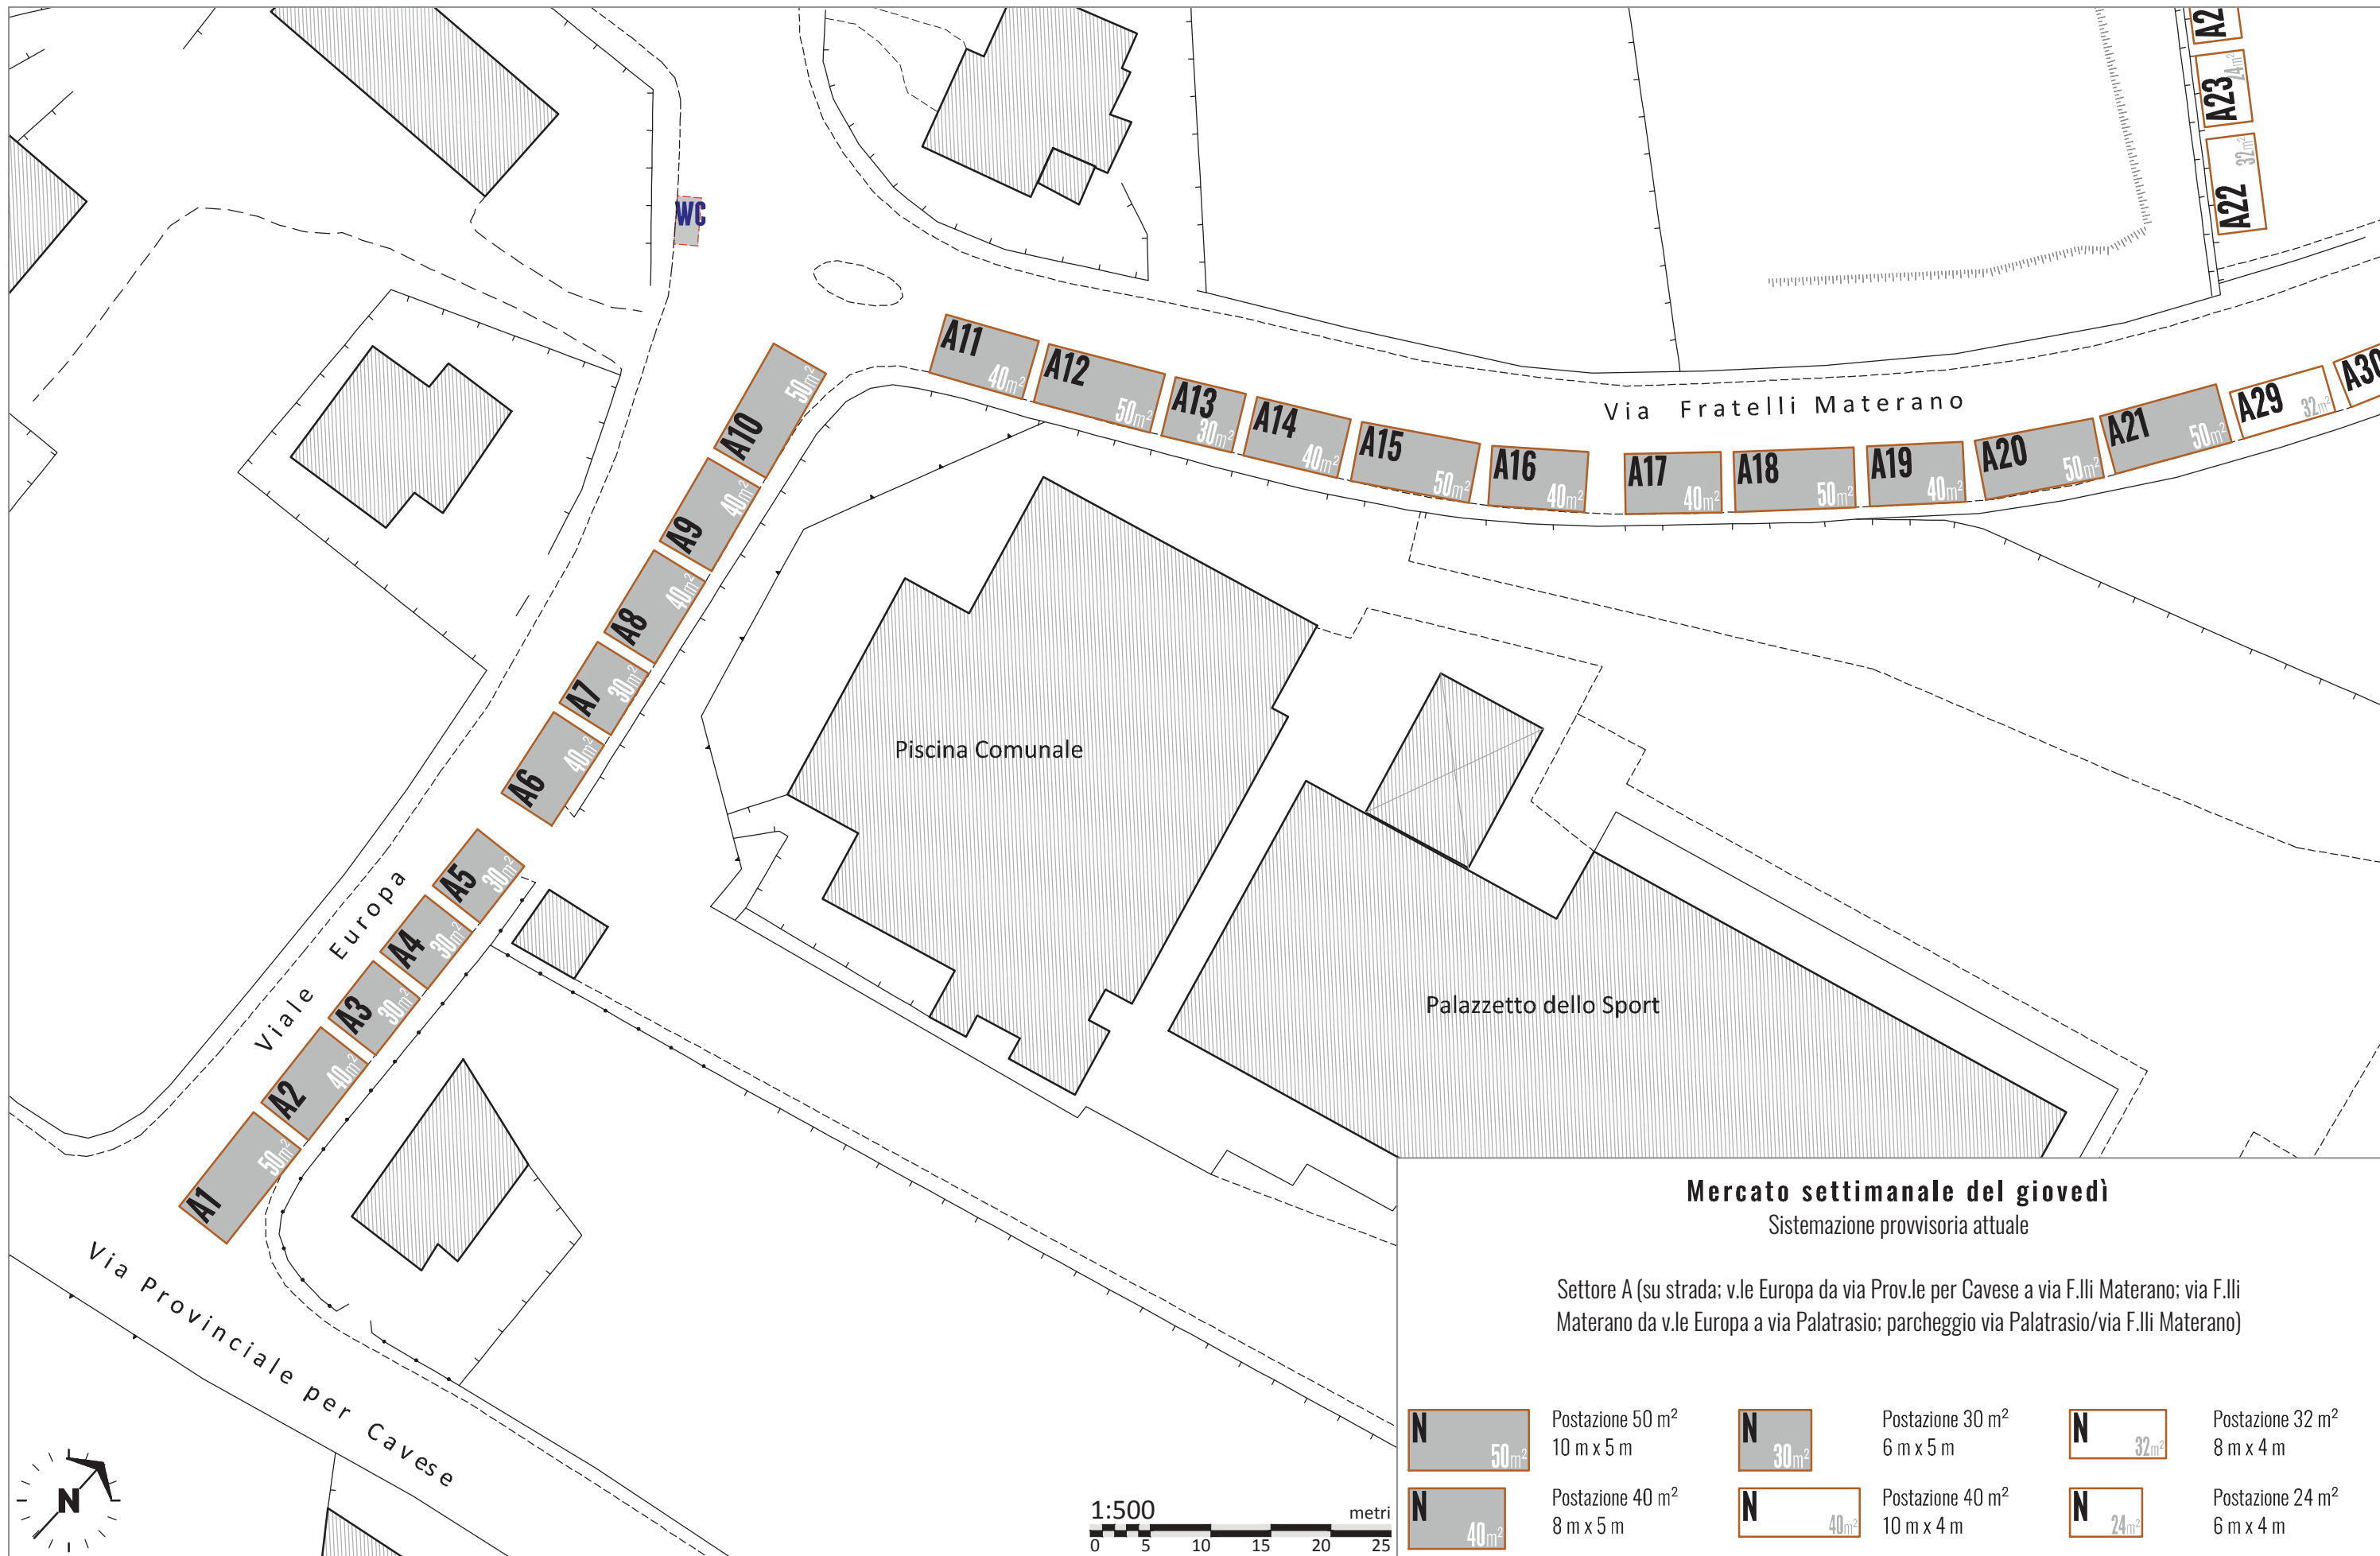 A2
A23
24m²
A22
32m²
WC
A11
40m²
A12
50m²
A13
30m²
A14
40m²
A15
50m²
A16
40m²
A17
40m²
A18
50m²
A19
40m²
A20
50m²
A21
50m²
A29
32m²
A30
Via Fratelli Materano
A10
50m²
A9
40m²
A8
40m²
A7
30m²
A6
40m²
A5
30m²
A4
30m²
A3
30m²
A2
40m²
A1
50m²
Viale Europa
Piscina Comunale
Palazzetto dello Sport
Via Provinciale per Cavese
N
1:500
metri
0 5 10 15 20 25
Mercato settimanale del giovedì
Sistemazione provvisoria attuale
Settore A (su strada; v.le Europa da via Prov.le per Cavese a via F.lli Materano; via F.lli
Materano da v.le Europa a via Palatrasio; parcheggio via Palatrasio/via F.lli Materano)
N
50m²
Postazione 50 m²
10 m x 5 m
N
30m²
Postazione 30 m²
6 m x 5 m
N
32m²
Postazione 32 m²
8 m x 4 m
N
40m²
Postazione 40 m²
8 m x 5 m
N
40m²
Postazione 40 m²
10 m x 4 m
N
24m²
Postazione 24 m²
6 m x 4 m